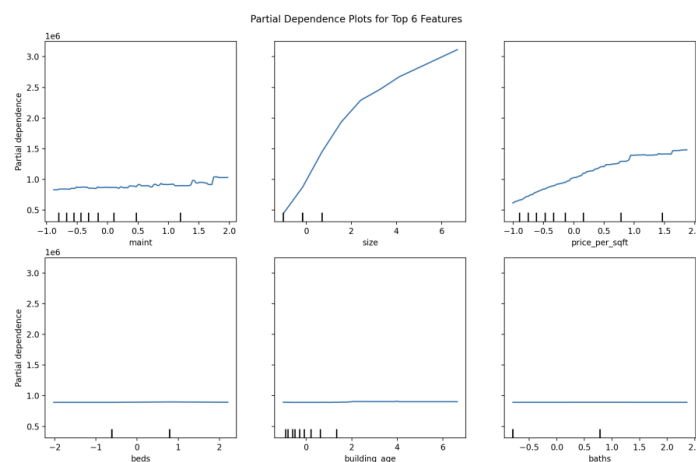 Partial Dependence Plots for Top 6 Features
1e6
3.0
2.5
2.0
1.5
1.0
0.5
Partial dependence
−1.0 −0.5 0.0 0.5 1.0 1.5 2.0
maint
0 2 4 6
size
−1.0 −0.5 0.0 0.5 1.0 1.5 2.
price_per_sqft
1e6
3.0
2.5
2.0
1.5
1.0
0.5
Partial dependence
−2 −1 0 1 2
beds
0 2 4 6
building_age
−0.5 0.0 0.5 1.0 1.5 2.0 2.
baths